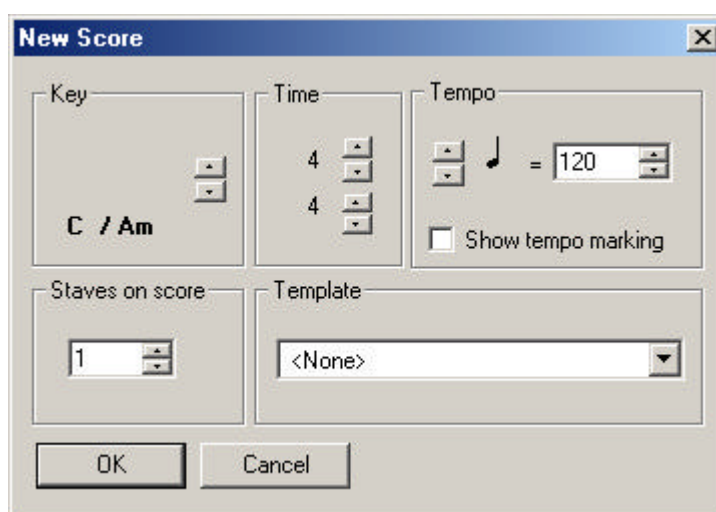 New Score
Key
C / Am
Time
4
4
Tempo
= 120
Show tempo marking
Staves on score
1
Template
<None>
OK
Cancel